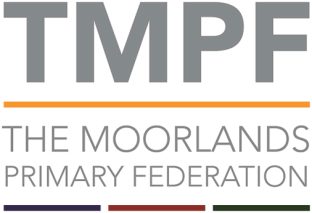 TMPF
THE MOORLANDS
PRIMARY FEDERATION